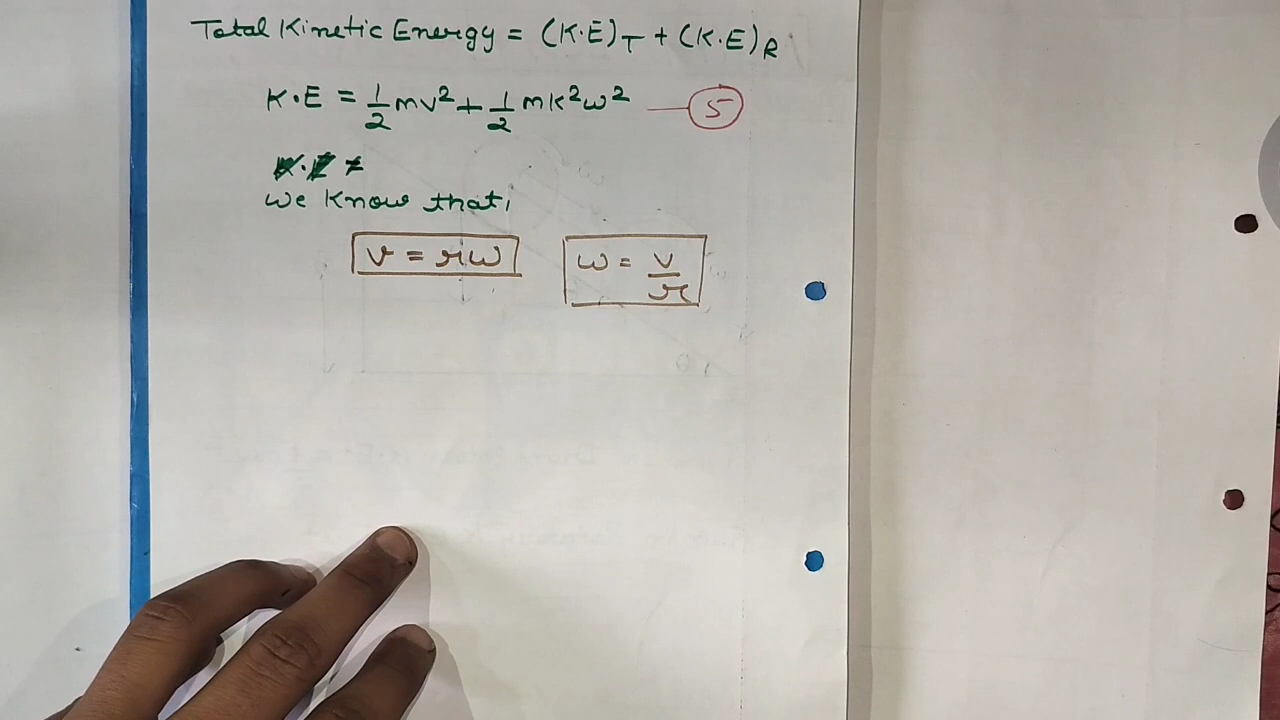 Total Kinetic Energy = (K.E)T + (K.E)R
K.E = 1/2 mv² + 1/2 mk²ω² — 5
We know that,
v = rω
ω = v/r